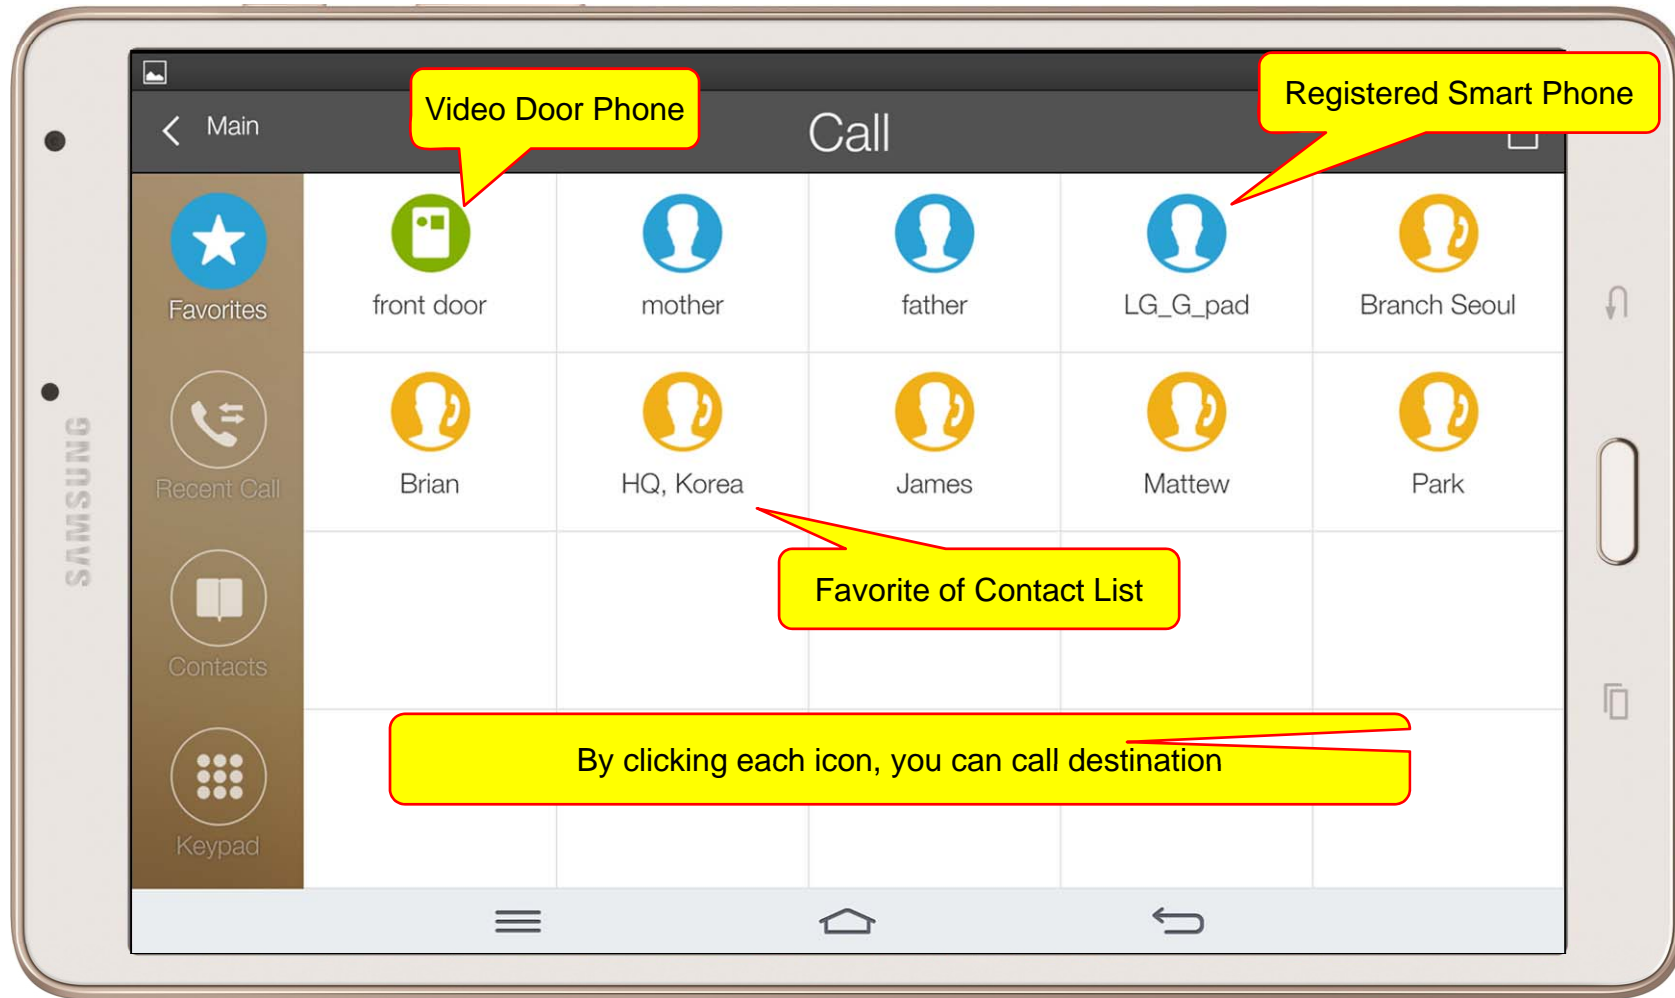 Video Door Phone
Registered Smart Phone
Main
Call
Favorites
front door
mother
father
LG_G_pad
Branch Seoul
Recent Call
Brian
HQ, Korea
James
Mattew
Park
SAMSUNG
Favorite of Contact List
Contacts
By clicking each icon, you can call destination
Keypad